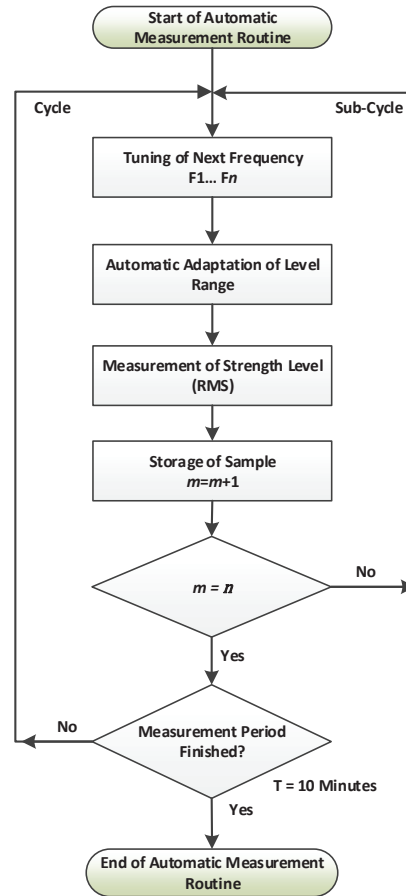 Start of Automatic
Measurement Routine
Cycle
Sub-Cycle
Tuning of Next Frequency
F1... Fn
Automatic Adaptation of Level
Range
Measurement of Strength Level
(RMS)
Storage of Sample
m=m+1
m = n
No
Yes
Measurement Period
Finished?
No
T = 10 Minutes
Yes
End of Automatic Measurement
Routine